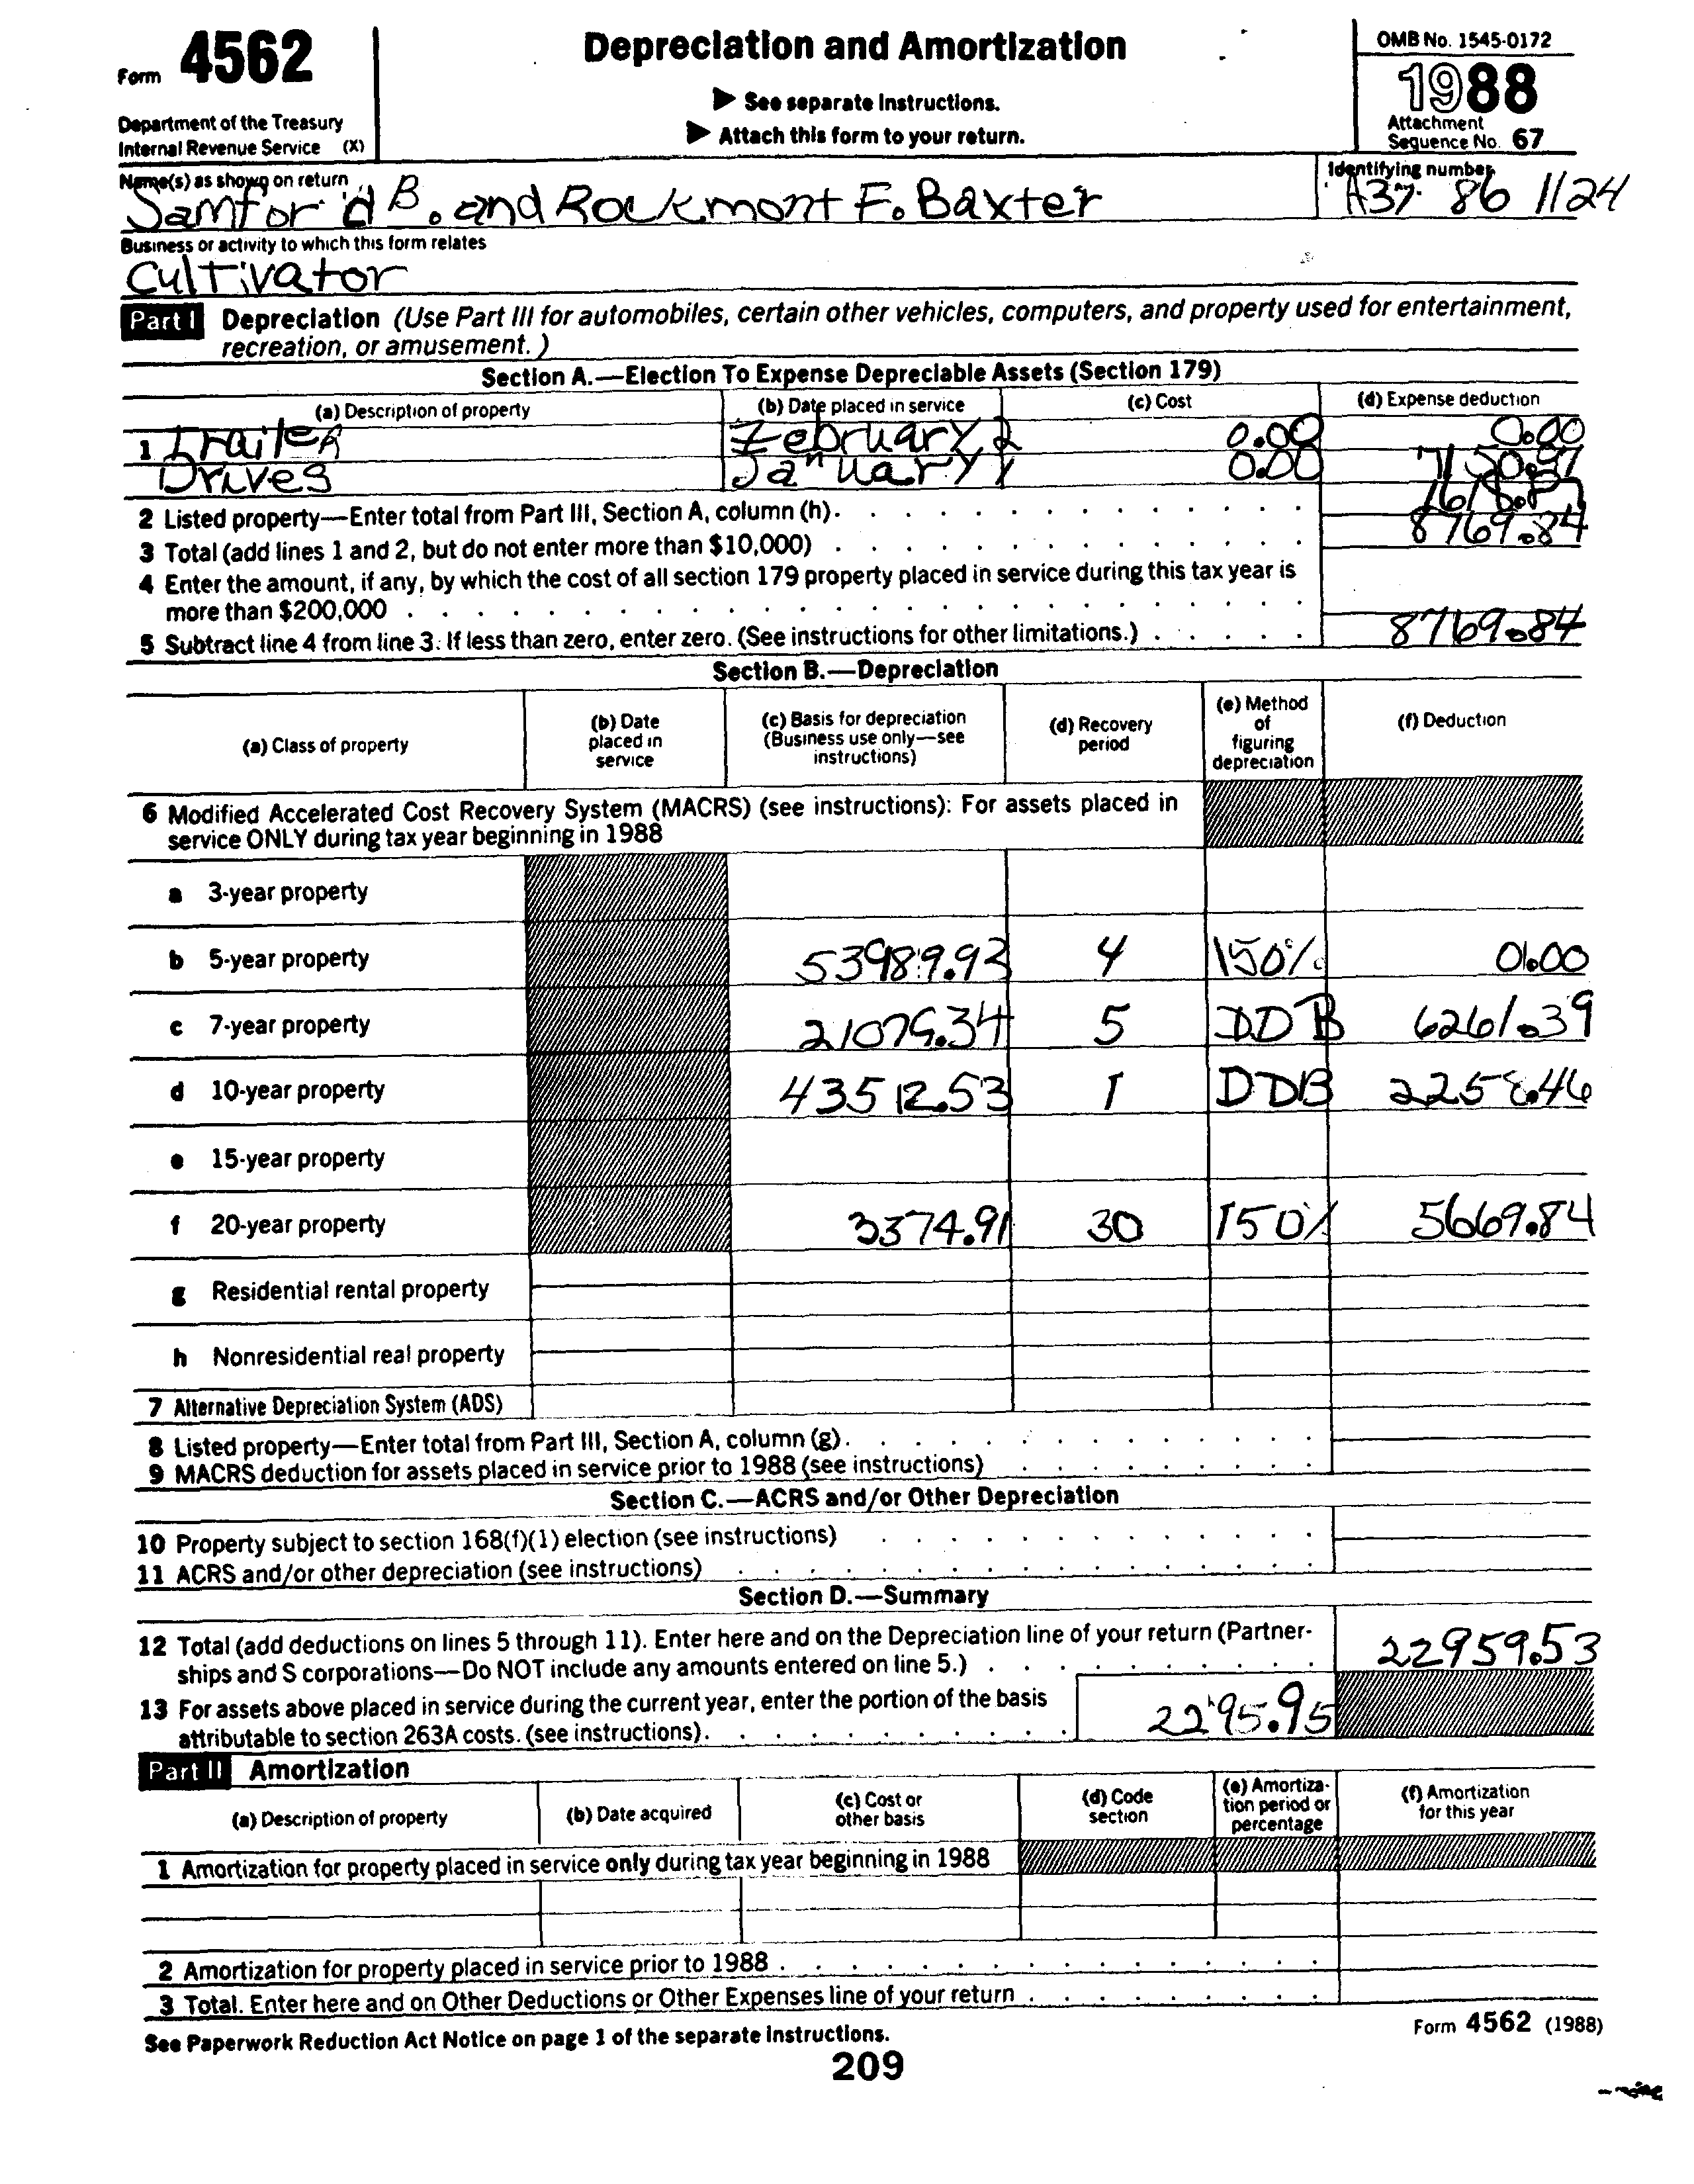 Form 4562
Department of the Treasury
Internal Revenue Service (X)
Depreciation and Amortization
▶ See separate instructions.
▶ Attach this form to your return.
OMB No. 1545-0172
1988
Attachment
Sequence No. 67
Name(s) as shown on return
Samford B. and Rockmont F. Baxter
Identifying number
A37 86 1124
Business or activity to which this form relates
Cultivator
Part I Depreciation (Use Part III for automobiles, certain other vehicles, computers, and property used for entertainment,
recreation, or amusement.)
Section A.—Election To Expense Depreciable Assets (Section 179)
(a) Description of property (b) Date placed in service (c) Cost (d) Expense deduction
1 Trailer February 2 0.00 0.00
Drives January 1 0.00 7150.97
2 Listed property—Enter total from Part III, Section A, column (h). 1618.87
3 Total (add lines 1 and 2, but do not enter more than $10,000) 8769.84
4 Enter the amount, if any, by which the cost of all section 179 property placed in service during this tax year is
more than $200,000
5 Subtract line 4 from line 3. If less than zero, enter zero. (See instructions for other limitations.) 8769.84
Section B.—Depreciation
(a) Class of property (b) Date placed in service (c) Basis for depreciation (Business use only—see instructions) (d) Recovery period (e) Method of figuring depreciation (f) Deduction
6 Modified Accelerated Cost Recovery System (MACRS) (see instructions): For assets placed in
service ONLY during tax year beginning in 1988
a 3-year property
b 5-year property 53989.93 4 150% 0.00
c 7-year property 21079.34 5 DDB 6261.39
d 10-year property 43512.53 1 DDB 2258.46
e 15-year property
f 20-year property 3374.91 30 150% 5669.84
g Residential rental property
h Nonresidential real property
7 Alternative Depreciation System (ADS)
8 Listed property—Enter total from Part III, Section A, column (g).
9 MACRS deduction for assets placed in service prior to 1988 (see instructions)
Section C.—ACRS and/or Other Depreciation
10 Property subject to section 168(f)(1) election (see instructions)
11 ACRS and/or other depreciation (see instructions)
Section D.—Summary
12 Total (add deductions on lines 5 through 11). Enter here and on the Depreciation line of your return (Partner-
ships and S corporations—Do NOT include any amounts entered on line 5.) 22959.53
13 For assets above placed in service during the current year, enter the portion of the basis
attributable to section 263A costs. (see instructions). 2295.95
Part II Amortization
(a) Description of property (b) Date acquired (c) Cost or other basis (d) Code section (e) Amortiza-tion period or percentage (f) Amortization for this year
1 Amortization for property placed in service only during tax year beginning in 1988
2 Amortization for property placed in service prior to 1988
3 Total. Enter here and on Other Deductions or Other Expenses line of your return
See Paperwork Reduction Act Notice on page 1 of the separate instructions.
Form 4562 (1988)
209